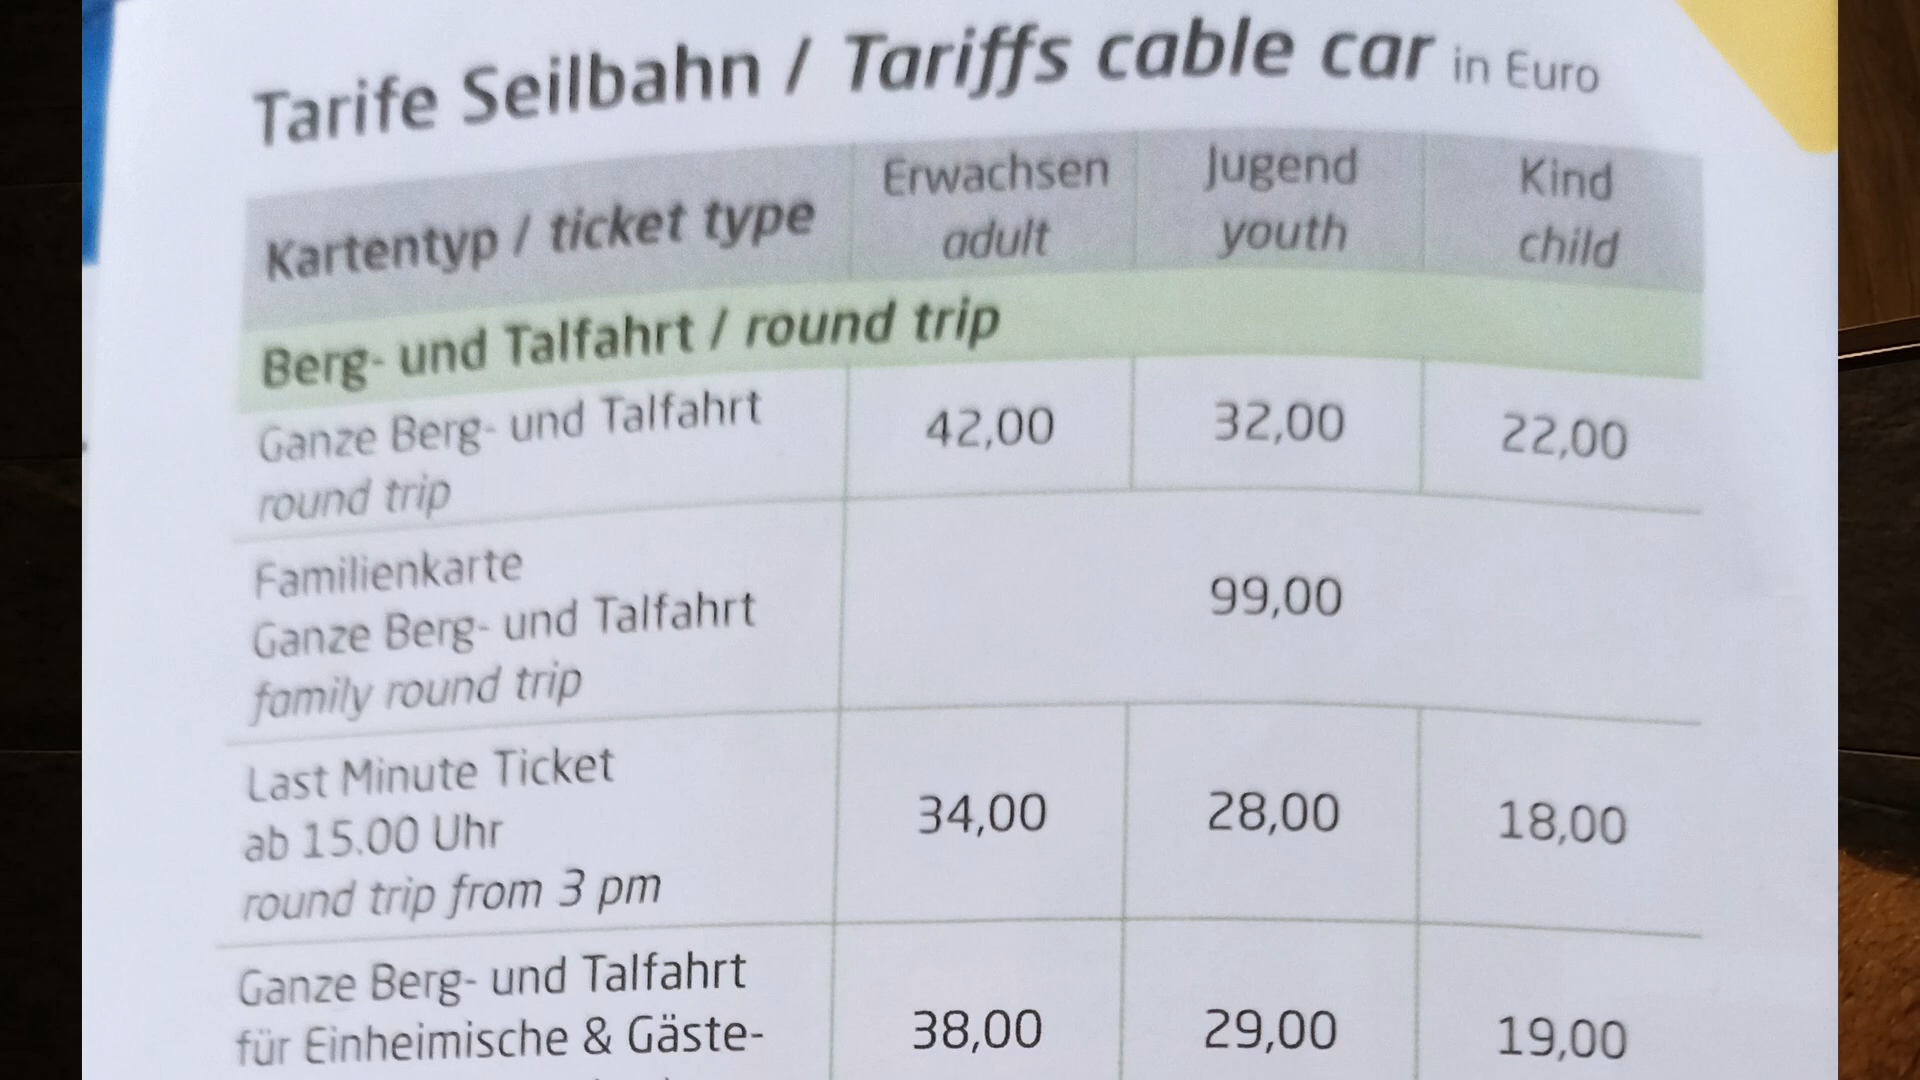 Tarife Seilbahn / Tariffs cable car in Euro
Kartentyp / ticket type
Erwachsen
adult
Jugend
youth
Kind
child
Berg- und Talfahrt / round trip
Ganze Berg- und Talfahrt
round trip
42,00
32,00
22,00
Familienkarte
Ganze Berg- und Talfahrt
family round trip
99,00
Last Minute Ticket
ab 15.00 Uhr
round trip from 3 pm
34,00
28,00
18,00
Ganze Berg- und Talfahrt
für Einheimische & Gäste-
38,00
29,00
19,00